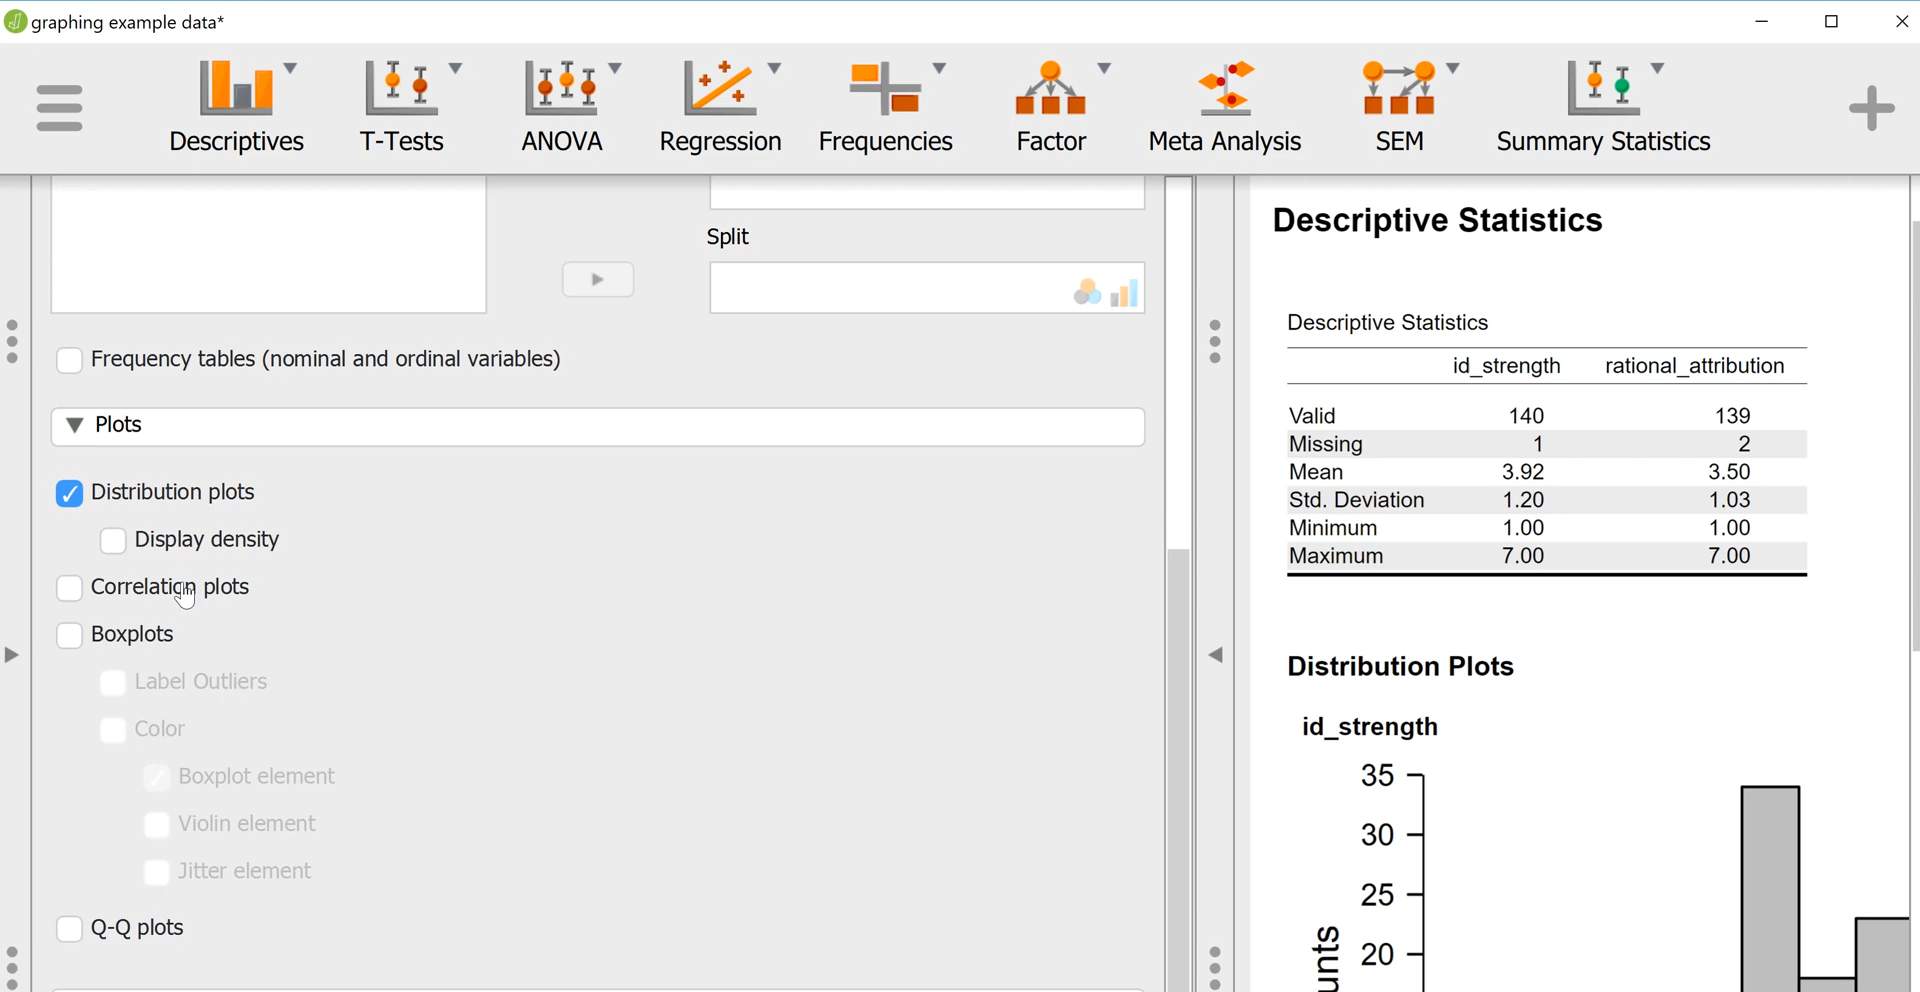 graphing example data*
Descriptives T-Tests ANOVA Regression Frequencies Factor Meta Analysis SEM Summary Statistics
Split
Frequency tables (nominal and ordinal variables)
Plots
Distribution plots
Display density
Correlation plots
Boxplots
Label Outliers
Color
Boxplot element
Violin element
Jitter element
Q-Q plots
Descriptive Statistics
Descriptive Statistics
id_strength rational_attribution
Valid 140 139
Missing 1 2
Mean 3.92 3.50
Std. Deviation 1.20 1.03
Minimum 1.00 1.00
Maximum 7.00 7.00
Distribution Plots
id_strength
35
30
25
20
unts